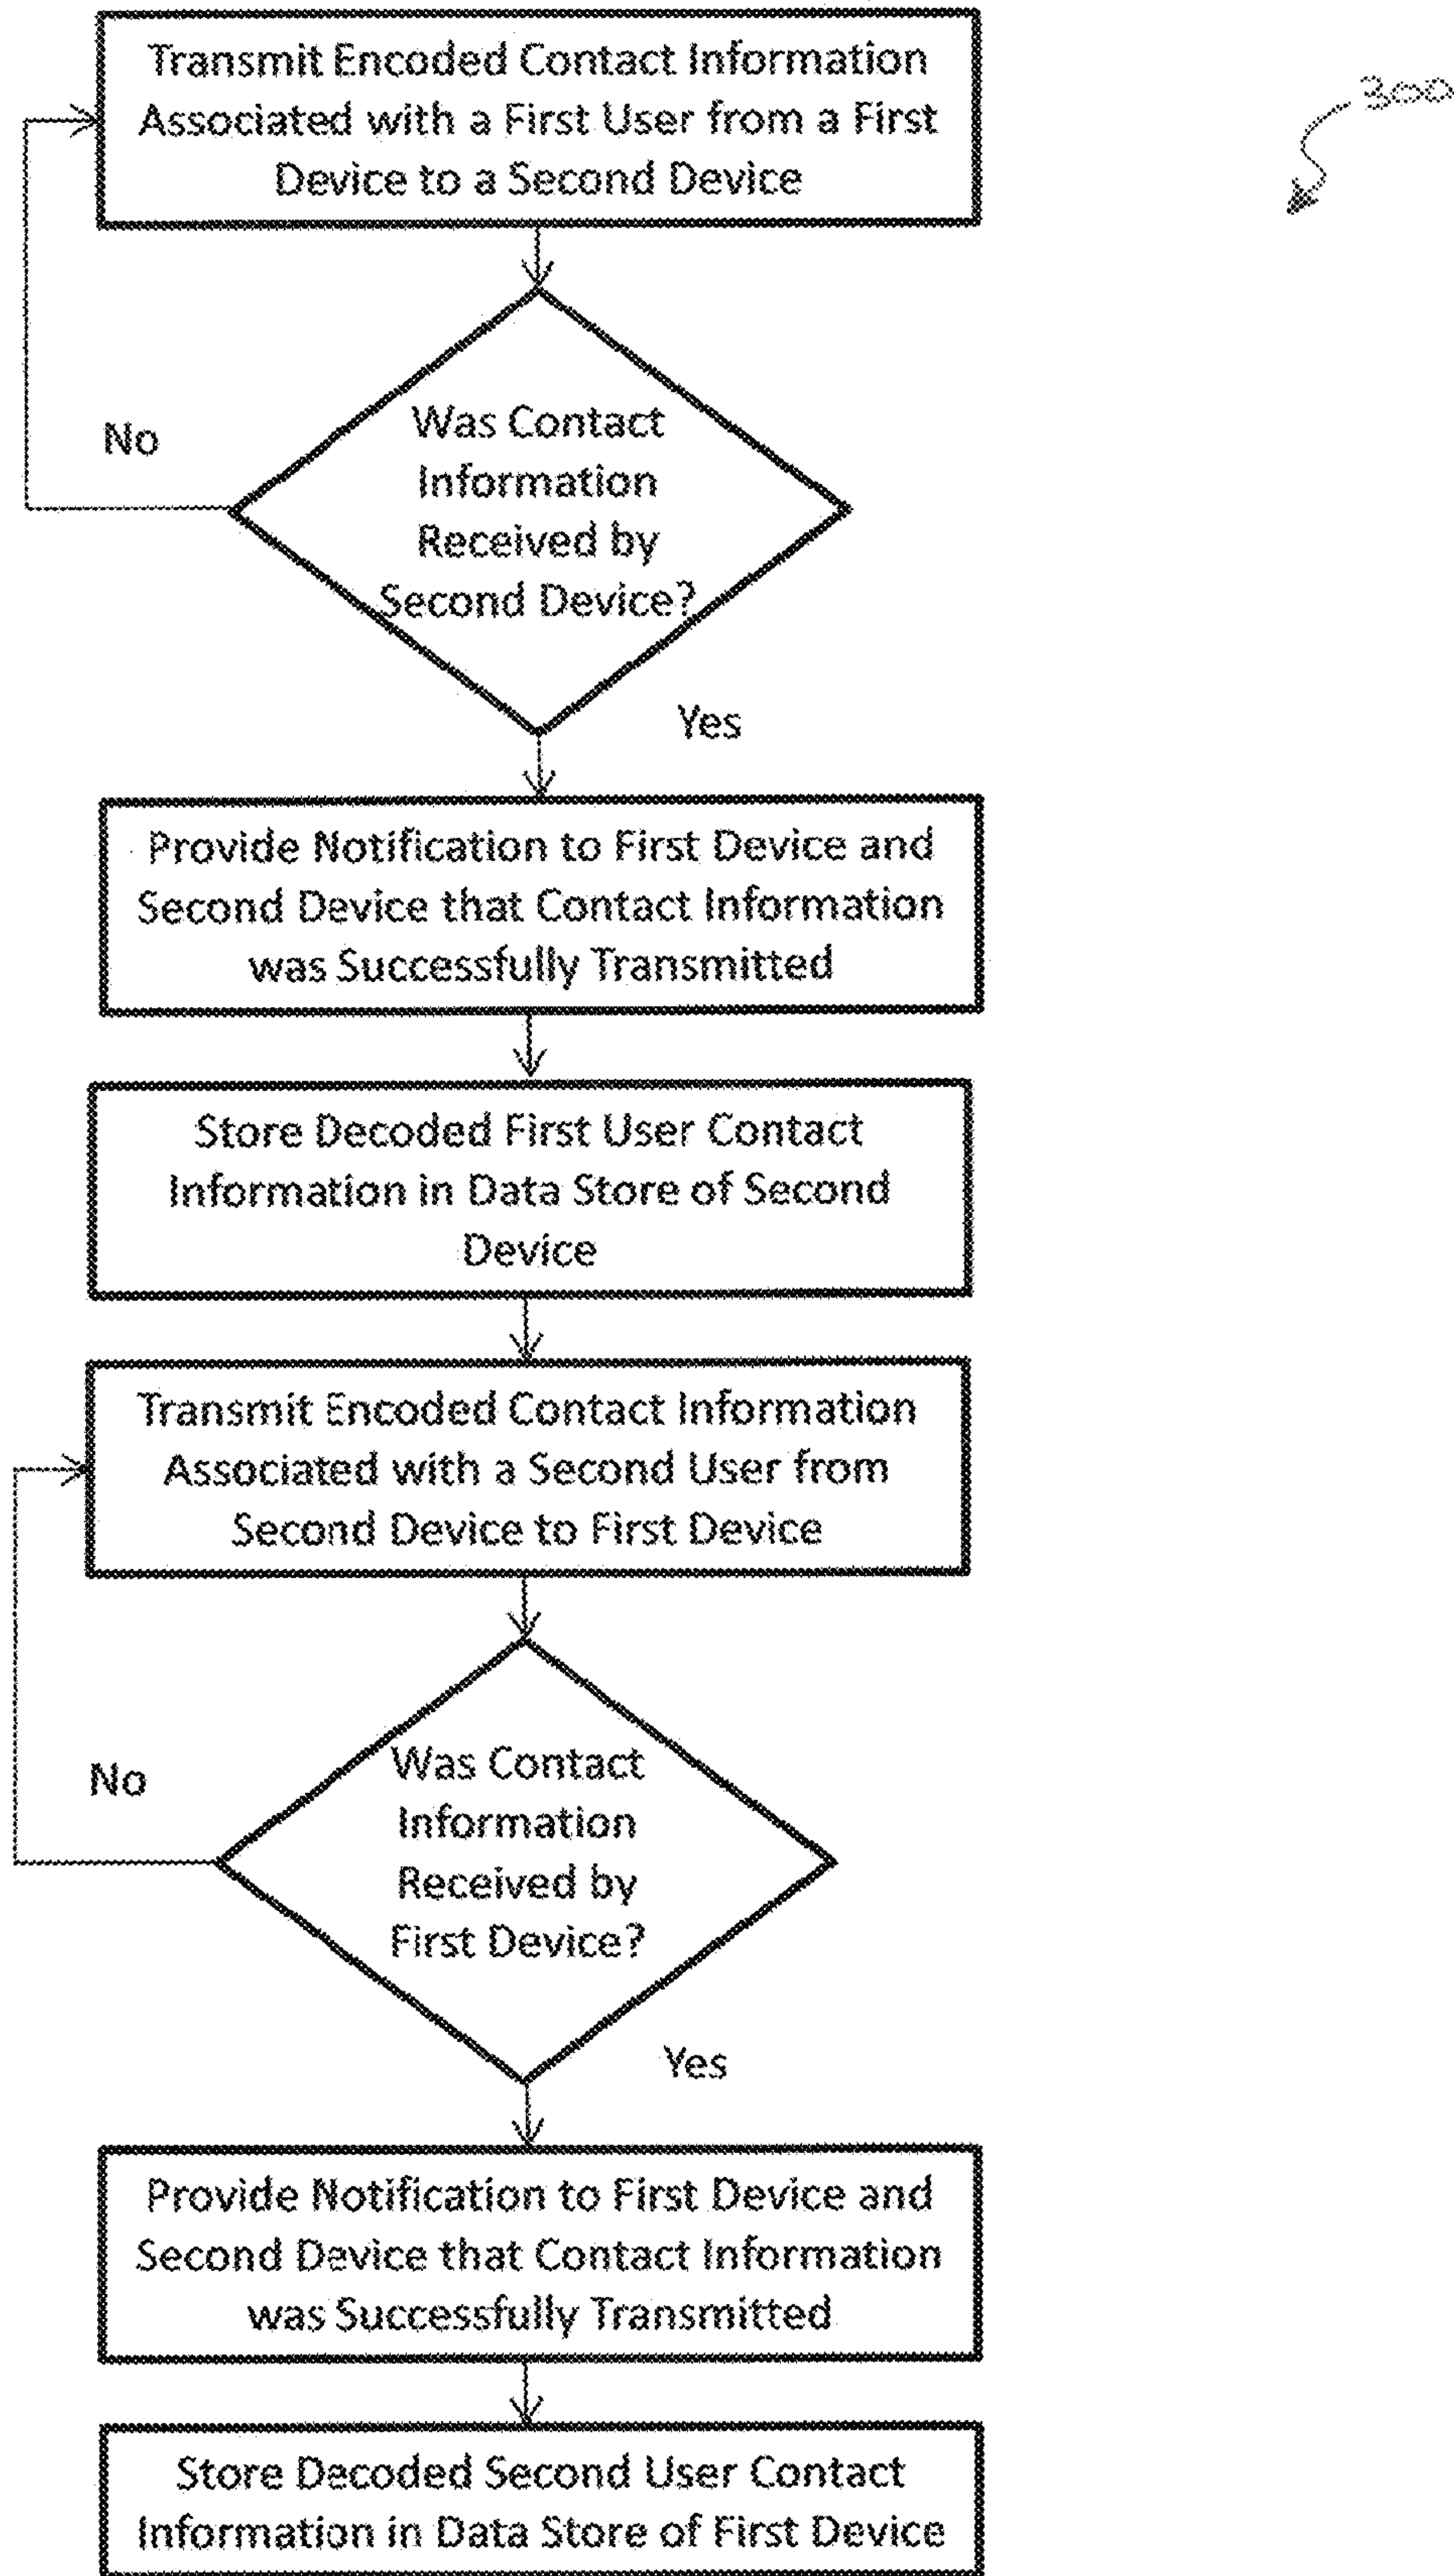 Transmit Encoded Contact Information
Associated with a First User from a First
Device to a Second Device
300
Was Contact
Information
Received by
Second Device?
No
Yes
Provide Notification to First Device and
Second Device that Contact Information
was Successfully Transmitted
Store Decoded First User Contact
Information in Data Store of Second
Device
Transmit Encoded Contact Information
Associated with a Second User from
Second Device to First Device
Was Contact
Information
Received by
First Device?
No
Yes
Provide Notification to First Device and
Second Device that Contact Information
was Successfully Transmitted
Store Decoded Second User Contact
Information in Data Store of First Device